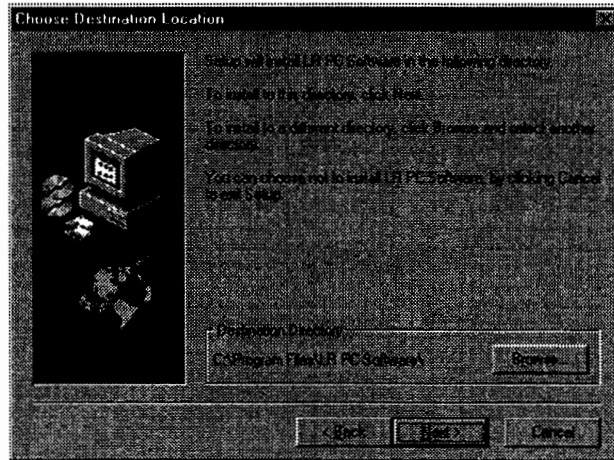 Choose Destination Location
Setup will install LR PC Software in the following directory.
To install to this directory, click Next.
To install to a different directory, click Browse and select another
directory.
You can choose not to install LR PC Software, by clicking Cancel
to exit Setup.
Destination Directory
C:\Program Files\LR PC Software\
Browse...
< Back
Next >
Cancel